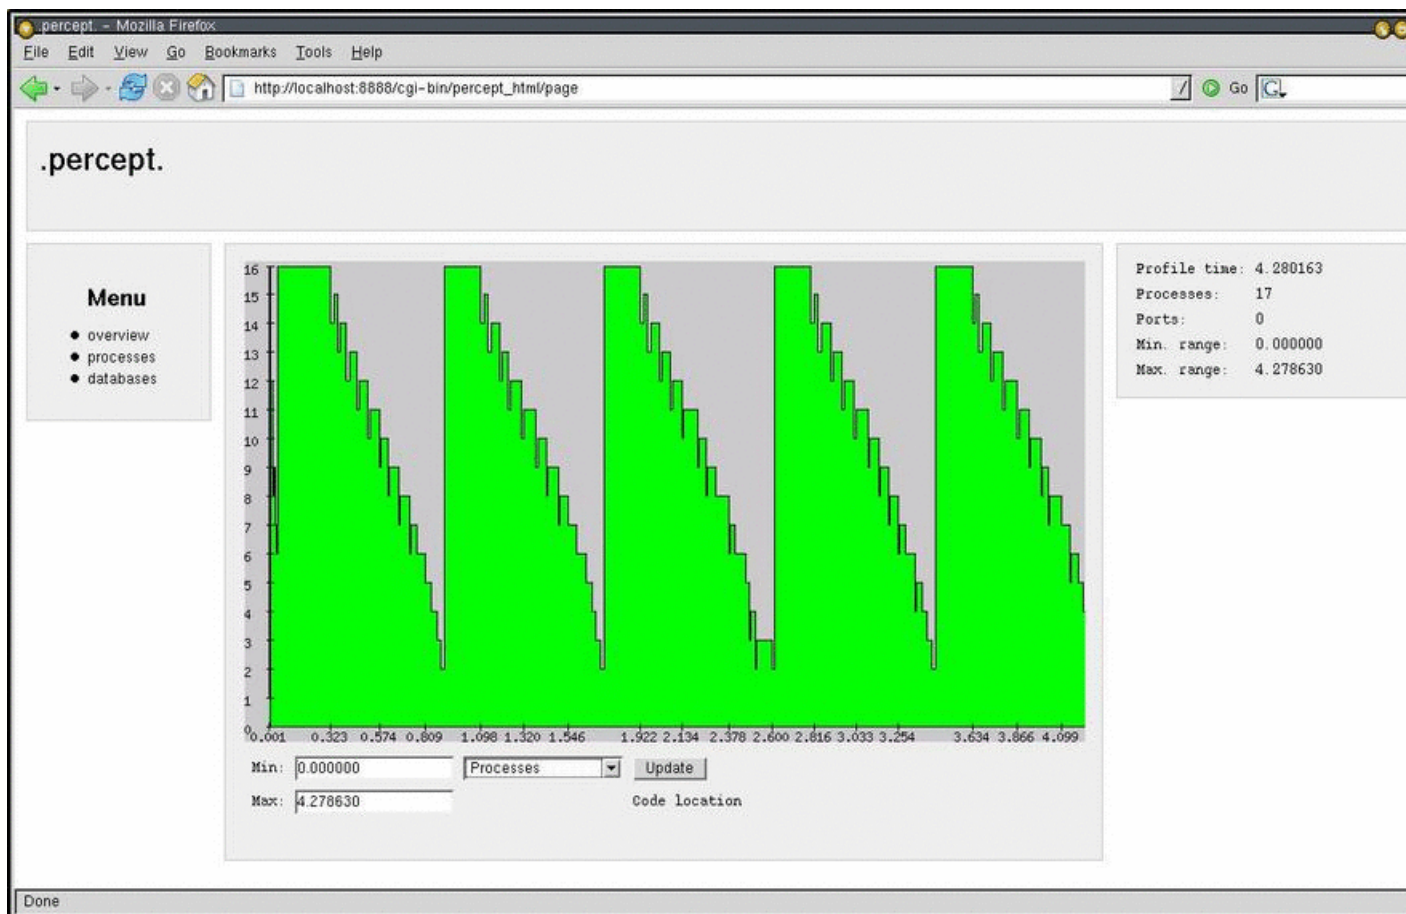 .percept. - Mozilla Firefox
File Edit View Go Bookmarks Tools Help
http://localhost:8888/cgi-bin/percept_html/page Go
.percept.
Menu
overview
processes
databases
16
15
14
13
12
11
10
9
8
7
6
5
4
3
2
1
0
0.001 0.323 0.574 0.809 1.098 1.320 1.546 1.922 2.134 2.378 2.600 2.816 3.033 3.254 3.634 3.866 4.099
Min: 0.000000 Processes Update
Max: 4.278630 Code location
Profile time: 4.280163
Processes: 17
Ports: 0
Min. range: 0.000000
Max. range: 4.278630
Done